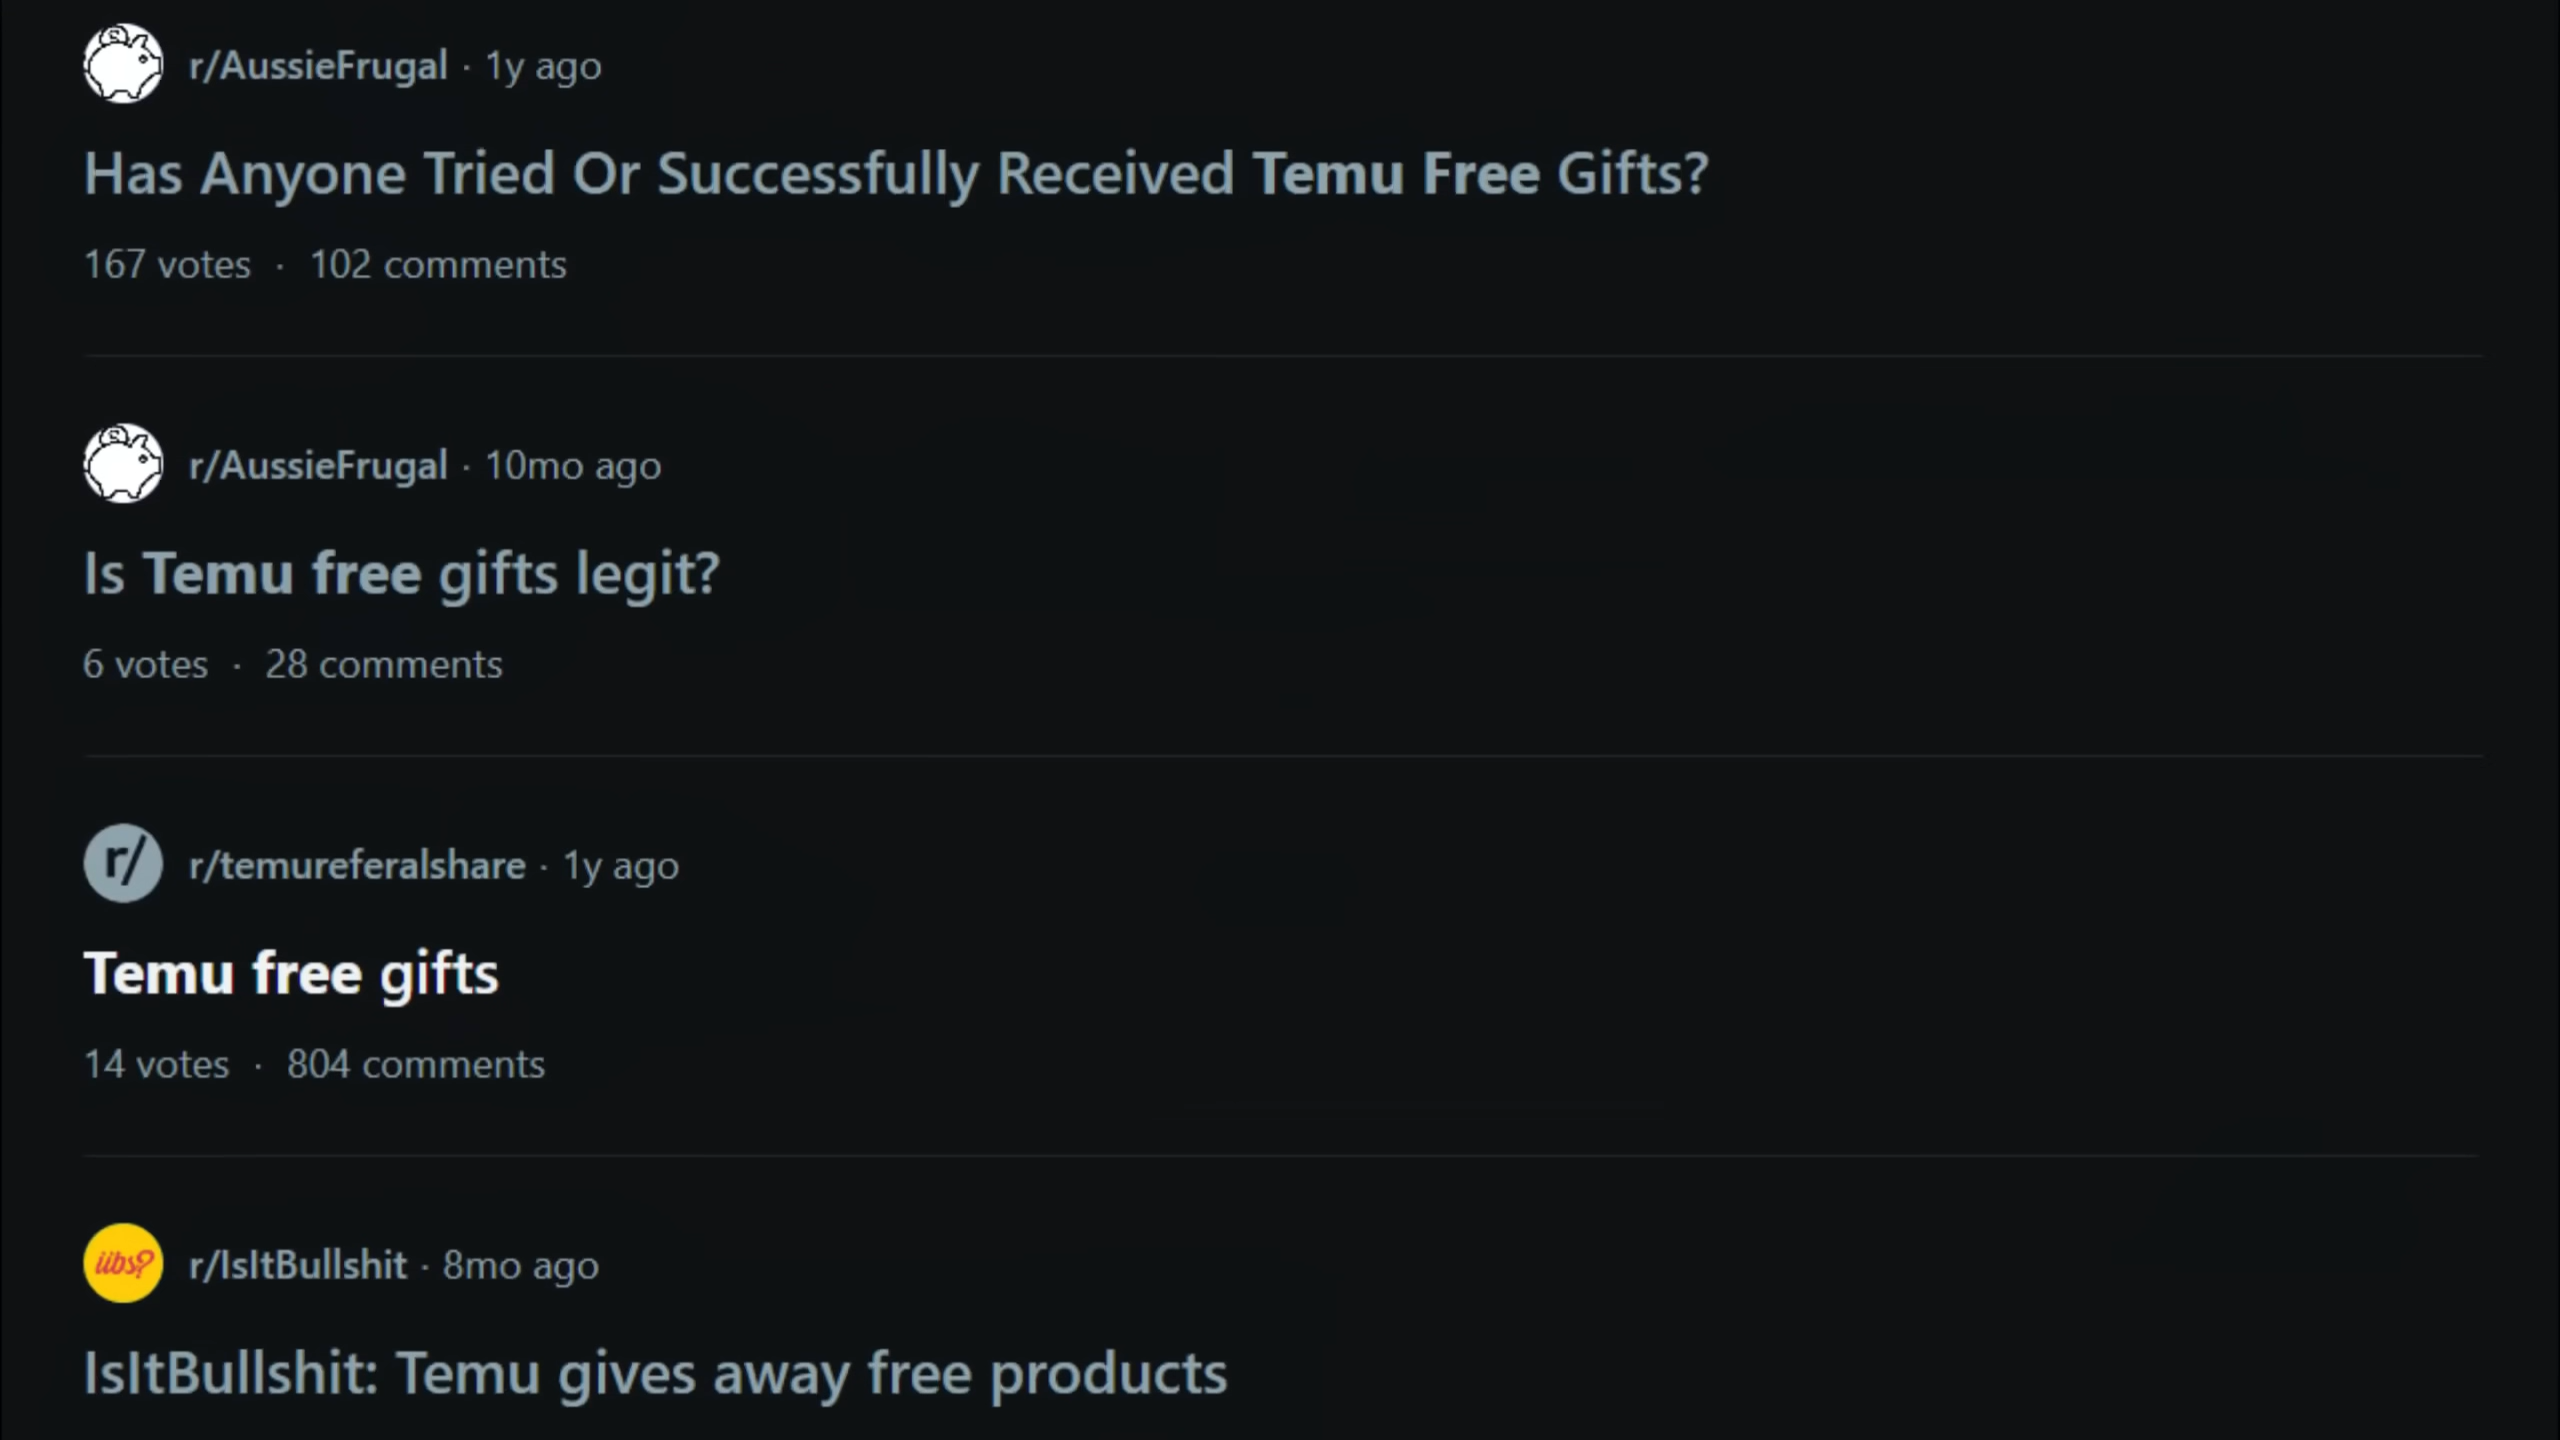 r/AussieFrugal · 1y ago
Has Anyone Tried Or Successfully Received Temu Free Gifts?
167 votes · 102 comments
r/AussieFrugal · 10mo ago
Is Temu free gifts legit?
6 votes · 28 comments
r/
r/temureferalshare · 1y ago
Temu free gifts
14 votes · 804 comments
iibs?
r/IsItBullshit · 8mo ago
IsItBullshit: Temu gives away free products